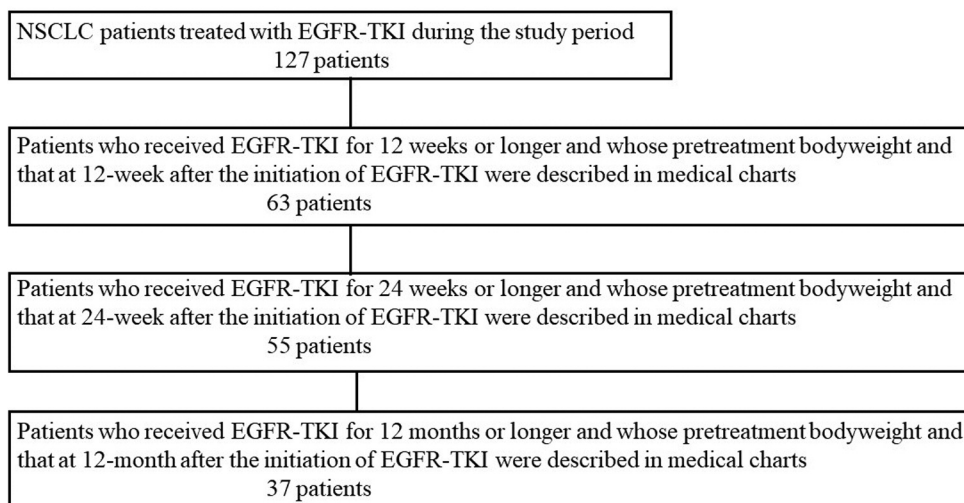 NSCLC patients treated with EGFR-TKI during the study period
127 patients
Patients who received EGFR-TKI for 12 weeks or longer and whose pretreatment bodyweight and
that at 12-week after the initiation of EGFR-TKI were described in medical charts
63 patients
Patients who received EGFR-TKI for 24 weeks or longer and whose pretreatment bodyweight and
that at 24-week after the initiation of EGFR-TKI were described in medical charts
55 patients
Patients who received EGFR-TKI for 12 months or longer and whose pretreatment bodyweight and
that at 12-month after the initiation of EGFR-TKI were described in medical charts
37 patients